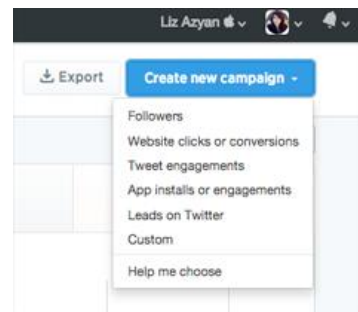 Liz Azyan
Export
Create new campaign
Followers
Website clicks or conversions
Tweet engagements
App installs or engagements
Leads on Twitter
Custom
Help me choose